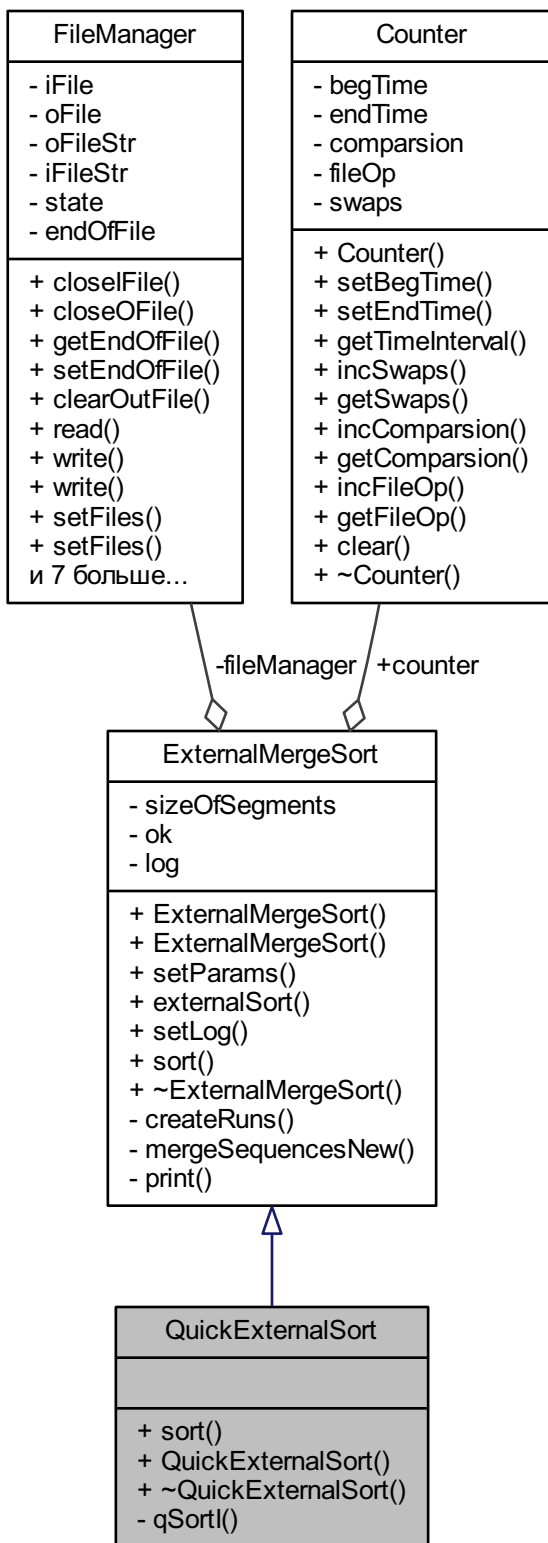 FileManager
- iFile
- oFile
- oFileStr
- iFileStr
- state
- endOfFile
+ closeIFile()
+ closeOFile()
+ getEndOfFile()
+ setEndOfFile()
+ clearOutFile()
+ read()
+ write()
+ write()
+ setFiles()
+ setFiles()
и 7 больше...
Counter
- begTime
- endTime
- comparsion
- fileOp
- swaps
+ Counter()
+ setBegTime()
+ setEndTime()
+ getTimeInterval()
+ incSwaps()
+ getSwaps()
+ incComparsion()
+ getComparsion()
+ incFileOp()
+ getFileOp()
+ clear()
+ ~Counter()
-fileManager
+counter
ExternalMergeSort
- sizeOfSegments
- ok
- log
+ ExternalMergeSort()
+ ExternalMergeSort()
+ setParams()
+ externalSort()
+ setLog()
+ sort()
+ ~ExternalMergeSort()
- createRuns()
- mergeSequencesNew()
- print()
QuickExternalSort
+ sort()
+ QuickExternalSort()
+ ~QuickExternalSort()
- qSortI()